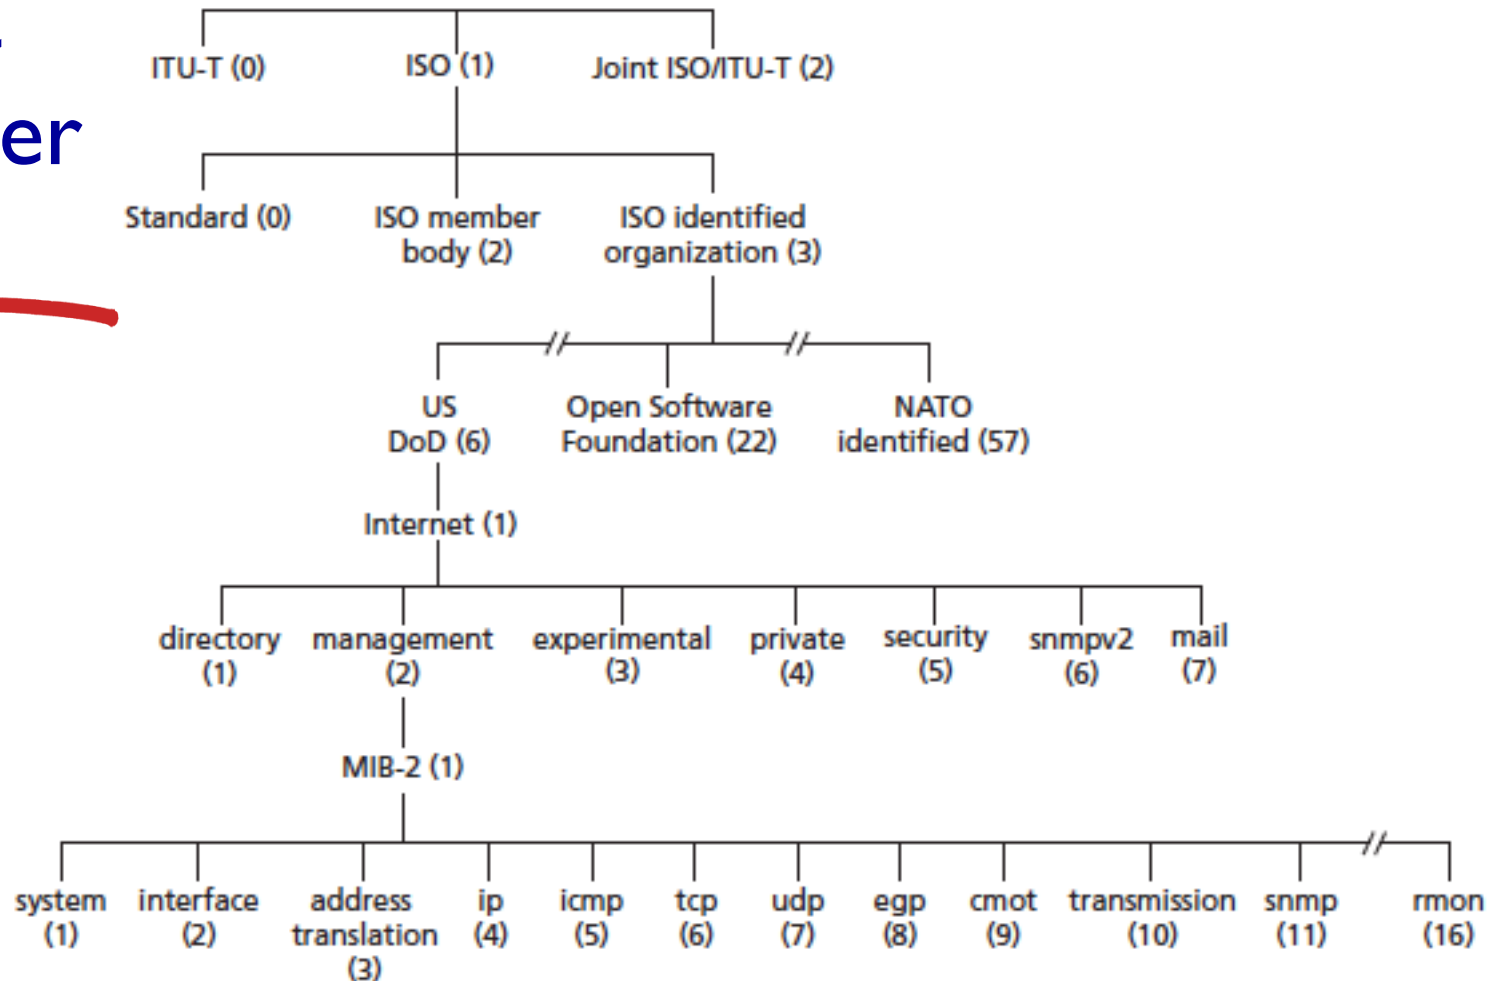 er
ITU-T (0) ISO (1) Joint ISO/ITU-T (2)
Standard (0) ISO member ISO identified
body (2) organization (3)
US Open Software NATO
DoD (6) Foundation (22) identified (57)
Internet (1)
directory management experimental private security snmpv2 mail
(1) (2) (3) (4) (5) (6) (7)
MIB-2 (1)
system interface address ip icmp tcp udp egp cmot transmission snmp rmon
(1) (2) translation (4) (5) (6) (7) (8) (9) (10) (11) (16)
(3)